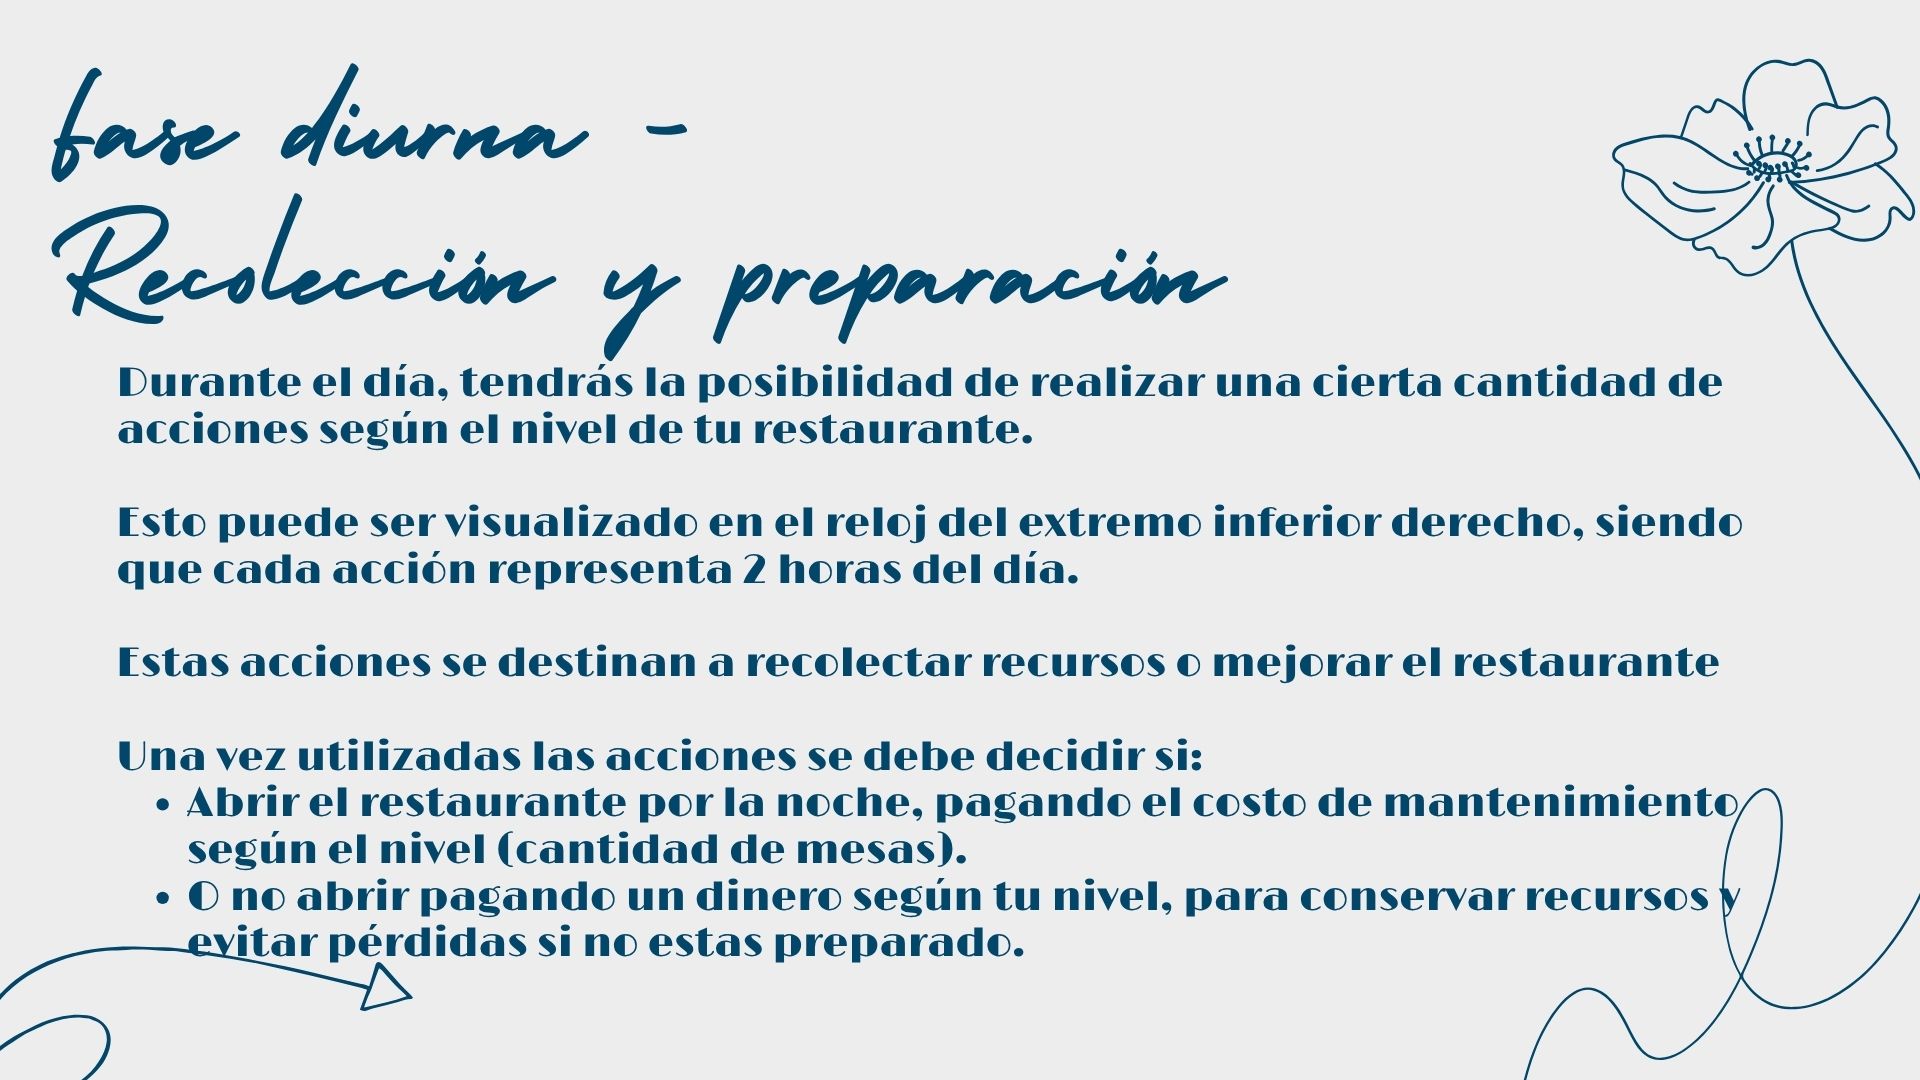 fase diurna -
Recolección y preparación
Durante el día, tendrás la posibilidad de realizar una cierta cantidad de
acciones según el nivel de tu restaurante.
Esto puede ser visualizado en el reloj del extremo inferior derecho, siendo
que cada acción representa 2 horas del día.
Estas acciones se destinan a recolectar recursos o mejorar el restaurante
Una vez utilizadas las acciones se debe decidir si:
• Abrir el restaurante por la noche, pagando el costo de mantenimiento
según el nivel (cantidad de mesas).
• O no abrir pagando un dinero según tu nivel, para conservar recursos y
evitar pérdidas si no estas preparado.